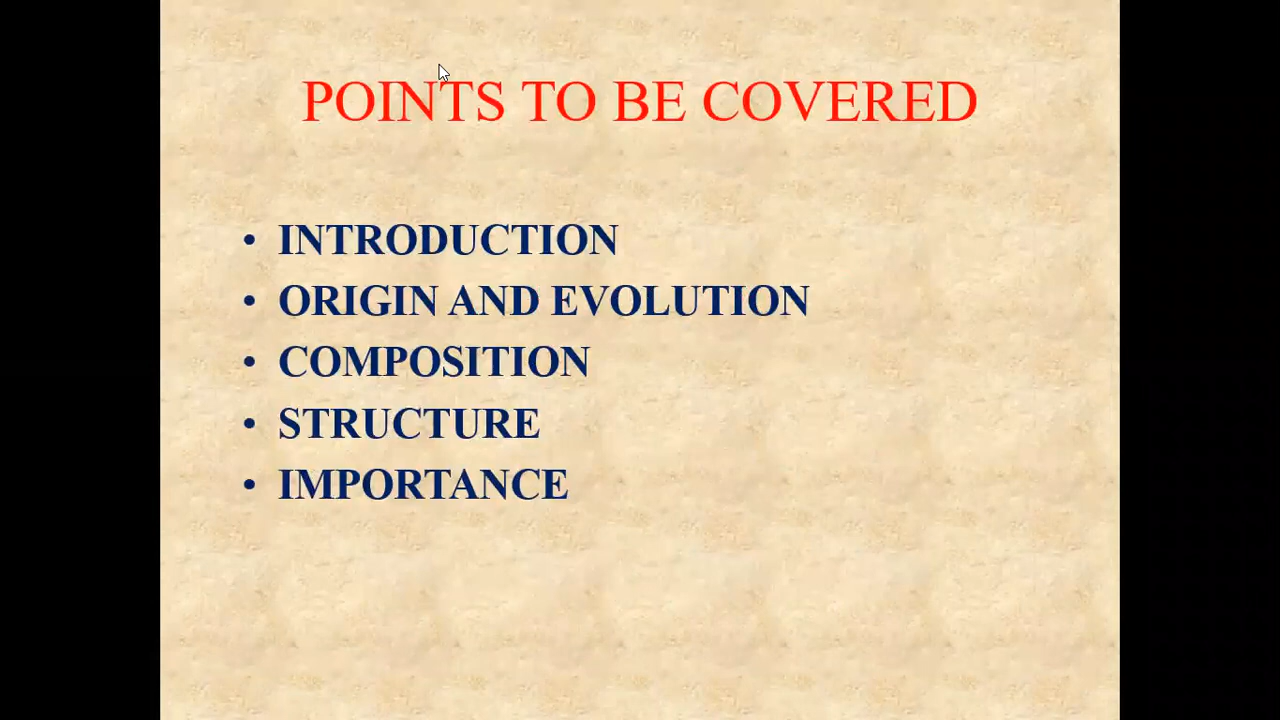 POINTS TO BE COVERED
• INTRODUCTION
• ORIGIN AND EVOLUTION
• COMPOSITION
• STRUCTURE
• IMPORTANCE